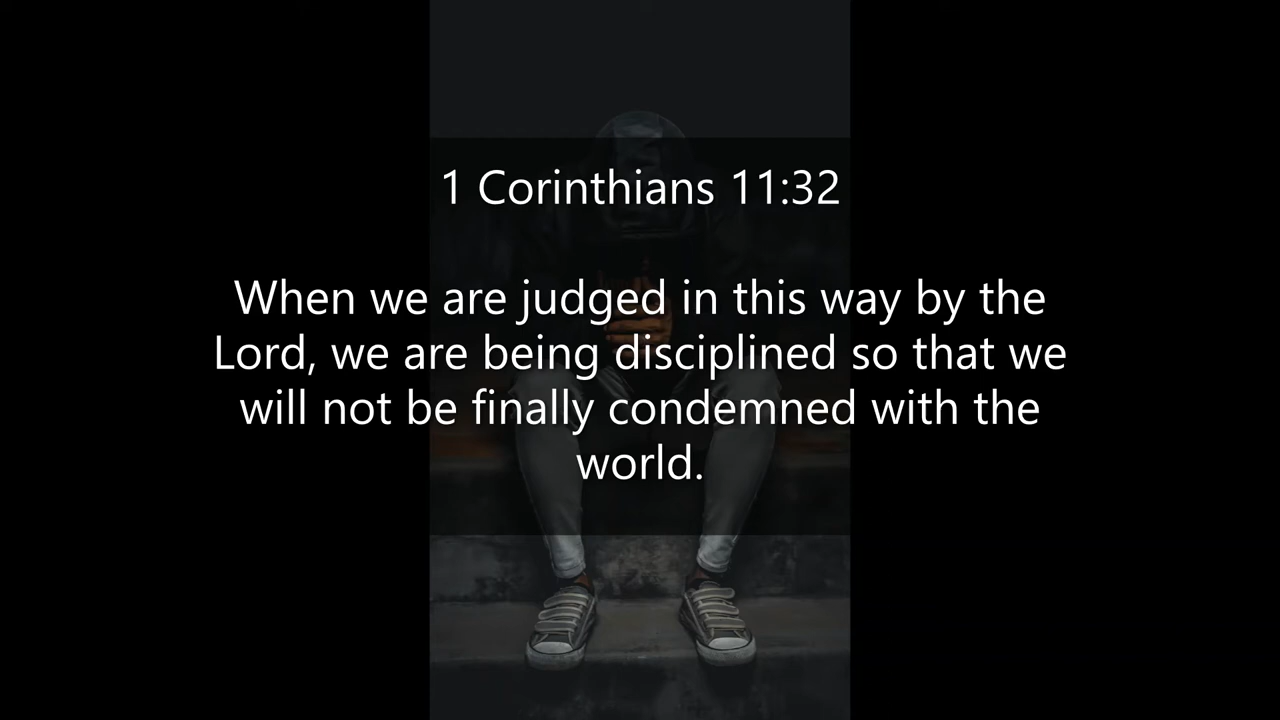 1 Corinthians 11:32
When we are judged in this way by the
Lord, we are being disciplined so that we
will not be finally condemned with the
world.